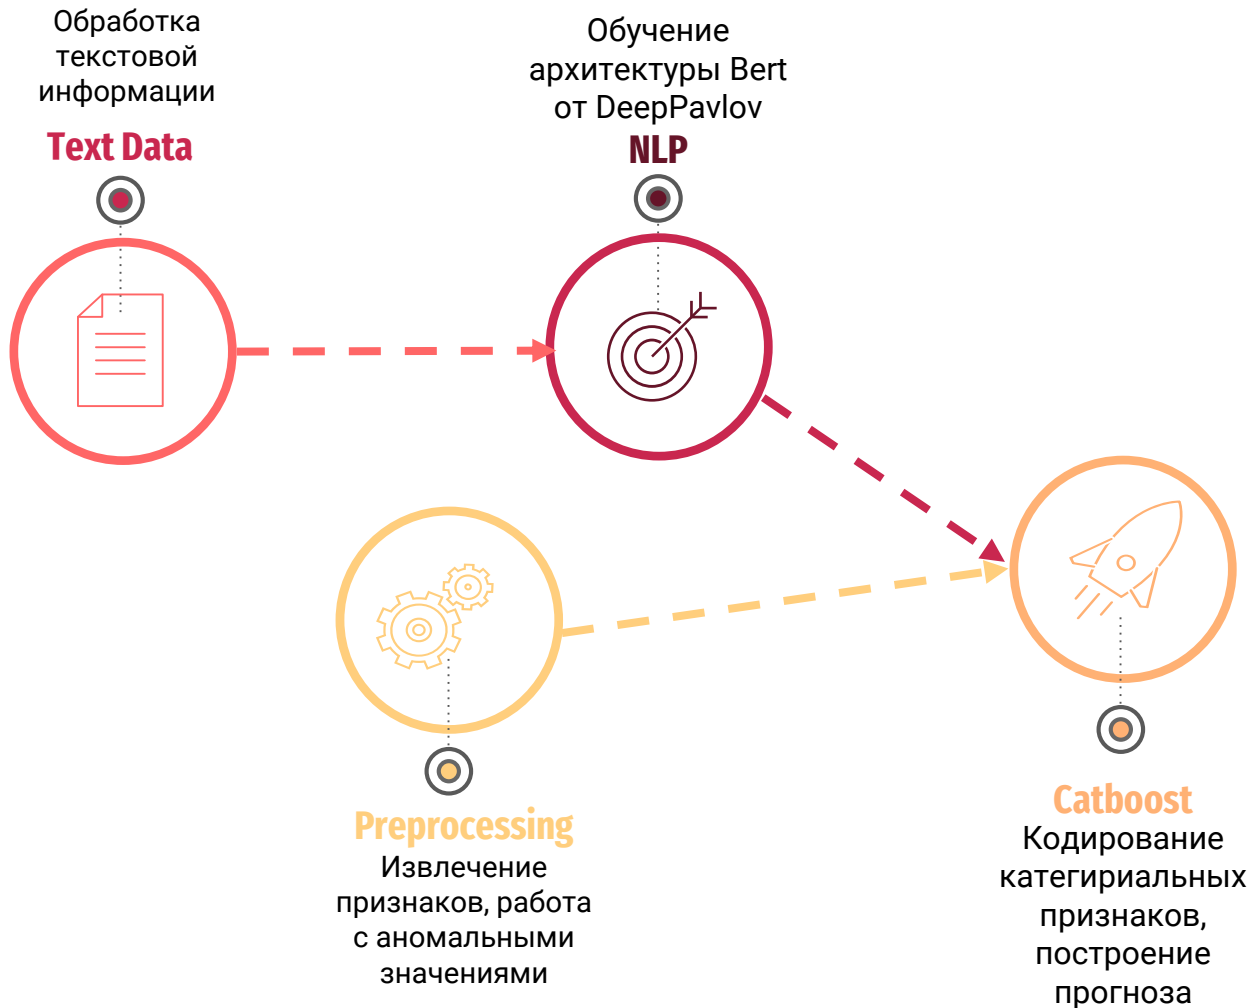 Обработка
текстовой
информации
Text Data
Обучение
архитектуры Bert
от DeepPavlov
NLP
Preprocessing
Извлечение
признаков, работа
с аномальными
значениями
Catboost
Кодирование
категириальных
признаков,
построение
прогноза